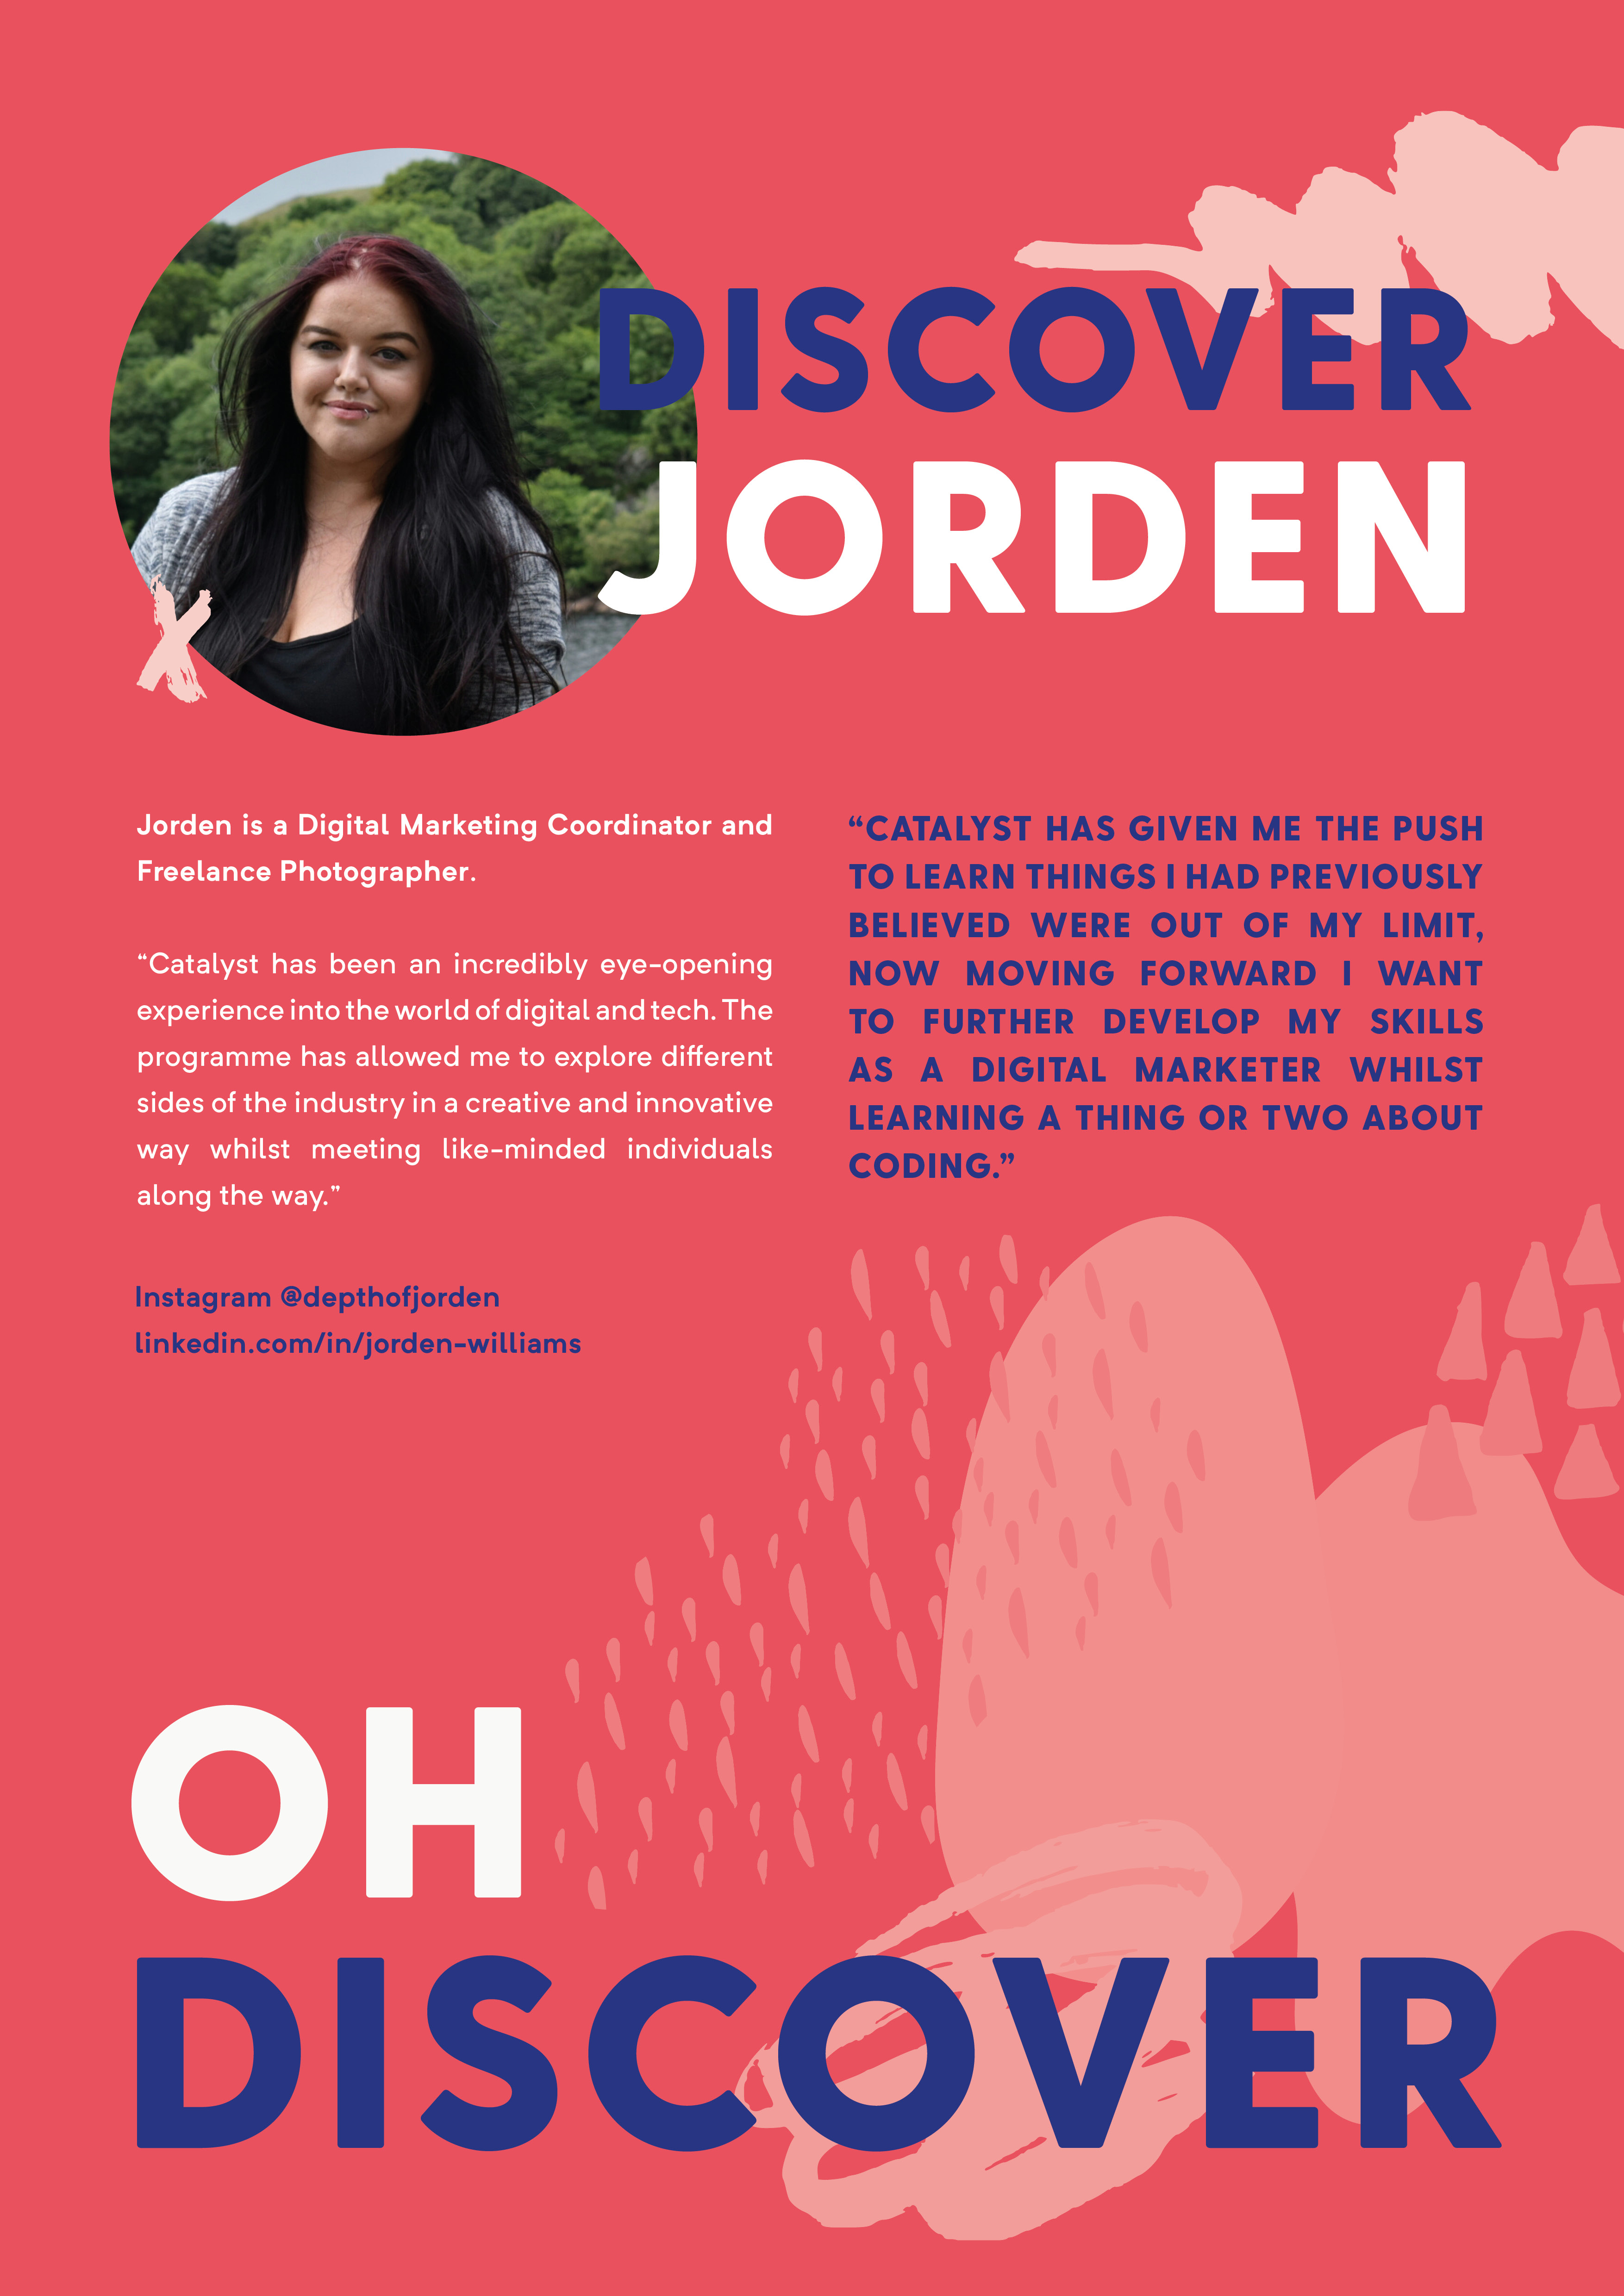 DISCOVER
JORDEN
Jorden is a Digital Marketing Coordinator and
Freelance Photographer.
“Catalyst has been an incredibly eye-opening
experience into the world of digital and tech. The
programme has allowed me to explore different
sides of the industry in a creative and innovative
way whilst meeting like-minded individuals
along the way.”
Instagram @depthofjorden
linkedin.com/in/jorden-williams
“CATALYST HAS GIVEN ME THE PUSH
TO LEARN THINGS I HAD PREVIOUSLY
BELIEVED WERE OUT OF MY LIMIT,
NOW MOVING FORWARD I WANT
TO FURTHER DEVELOP MY SKILLS
AS A DIGITAL MARKETER WHILST
LEARNING A THING OR TWO ABOUT
CODING.”
OH
DISCOVER